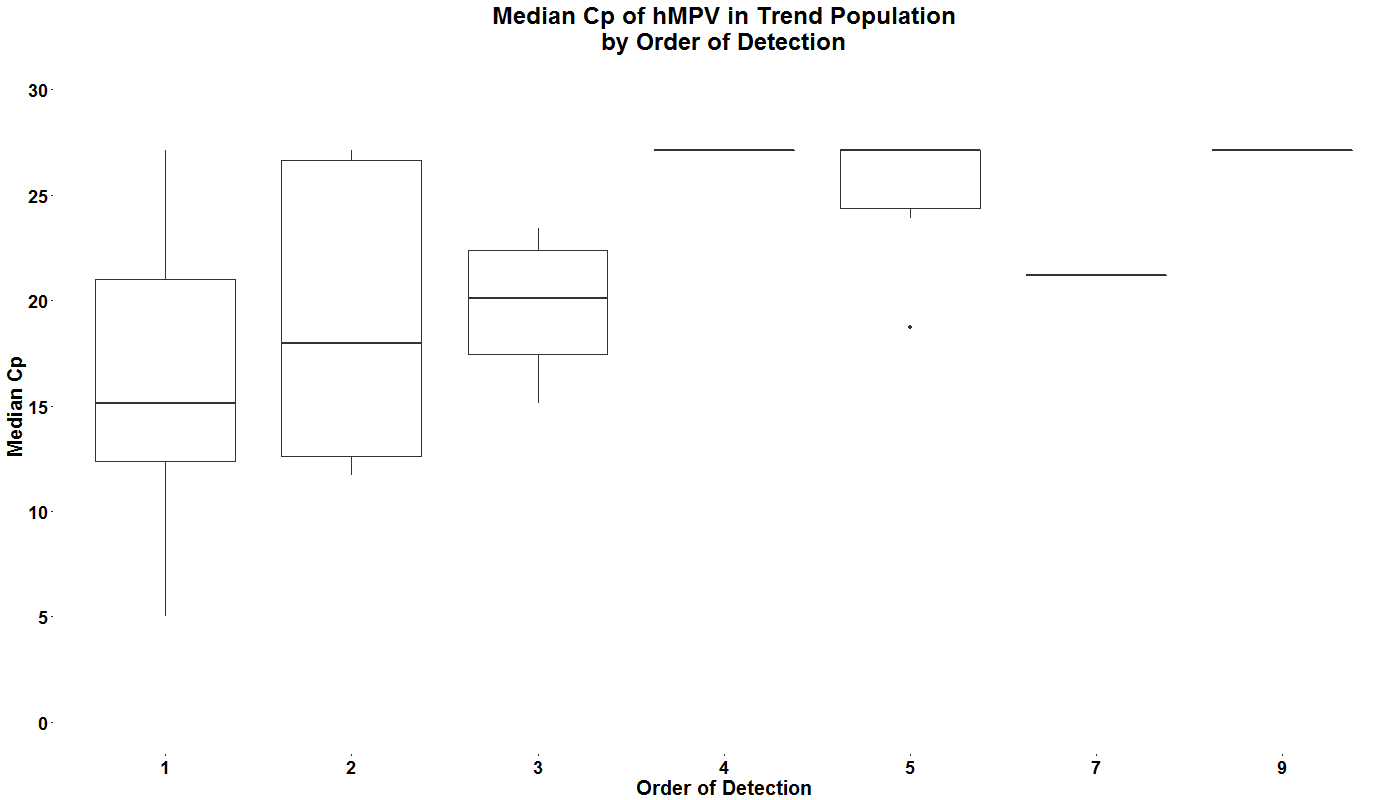 Median Cp of hMPV in Trend Population
by Order of Detection
Median Cp
30
25
20
15
10
5
0
1 2 3 4 5 7 9
Order of Detection